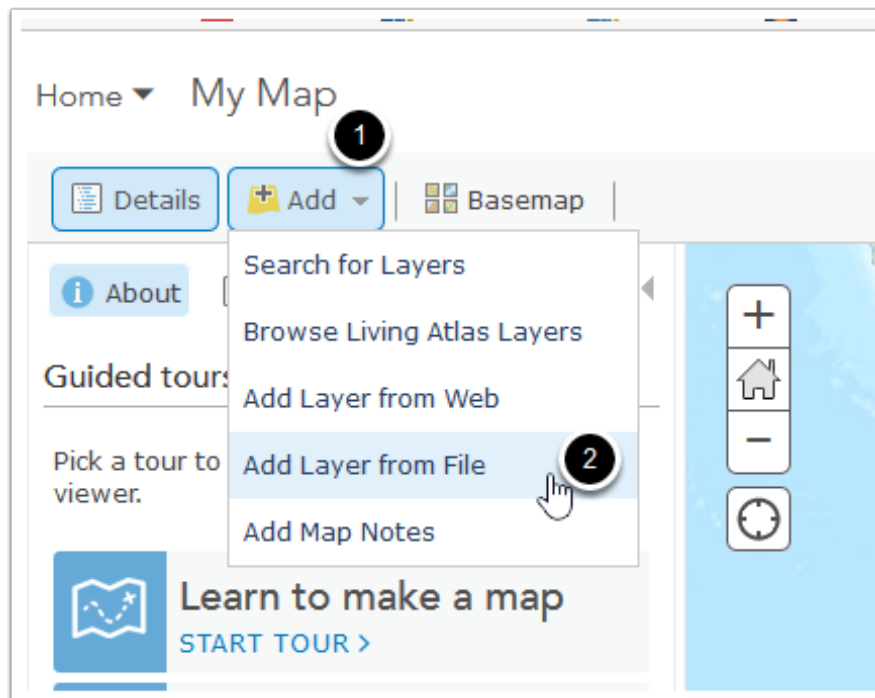 Home My Map
1
Details Add Basemap
Search for Layers
About
Browse Living Atlas Layers
Guided tours
Add Layer from Web
Pick a tour to
Add Layer from File 2
viewer.
Add Map Notes
+
−
Learn to make a map
START TOUR >